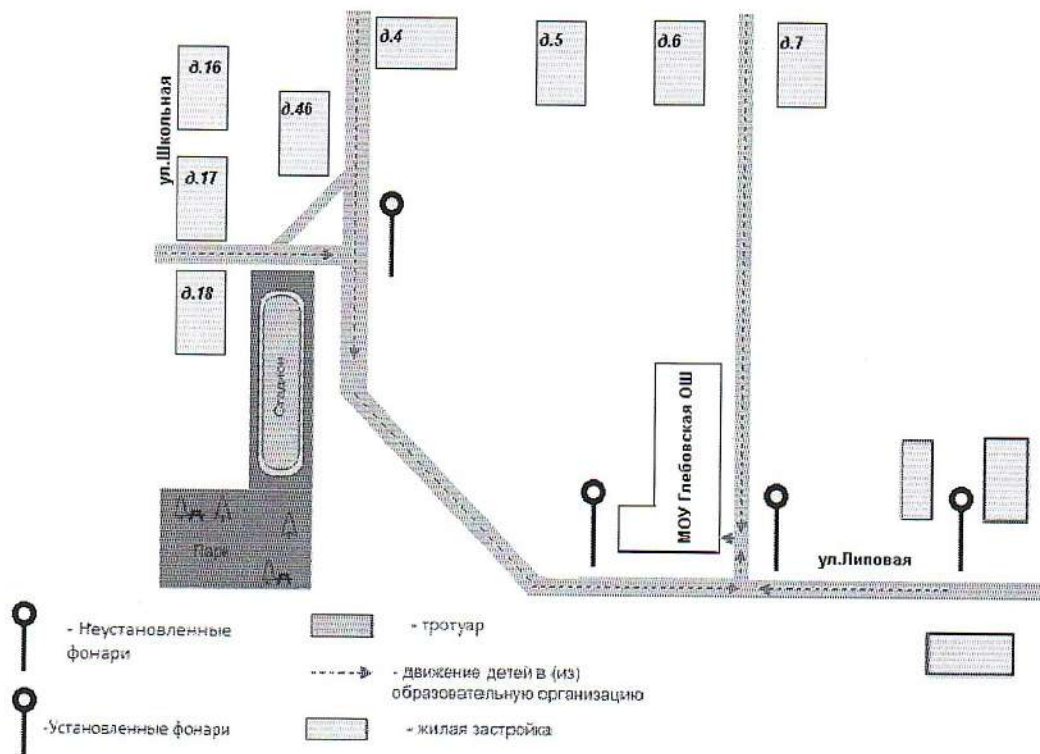 д.4
д.5
д.6
д.7
д.16
д.46
ул.Школьная
д.17
д.18
Стадион
МОУ Глебовская ОШ
Парк
ул.Липовая
- Неустановленные
фонари
- тротуар
- движение детей в (из)
образовательную организацию
-Установленные фонари
- жилая застройка